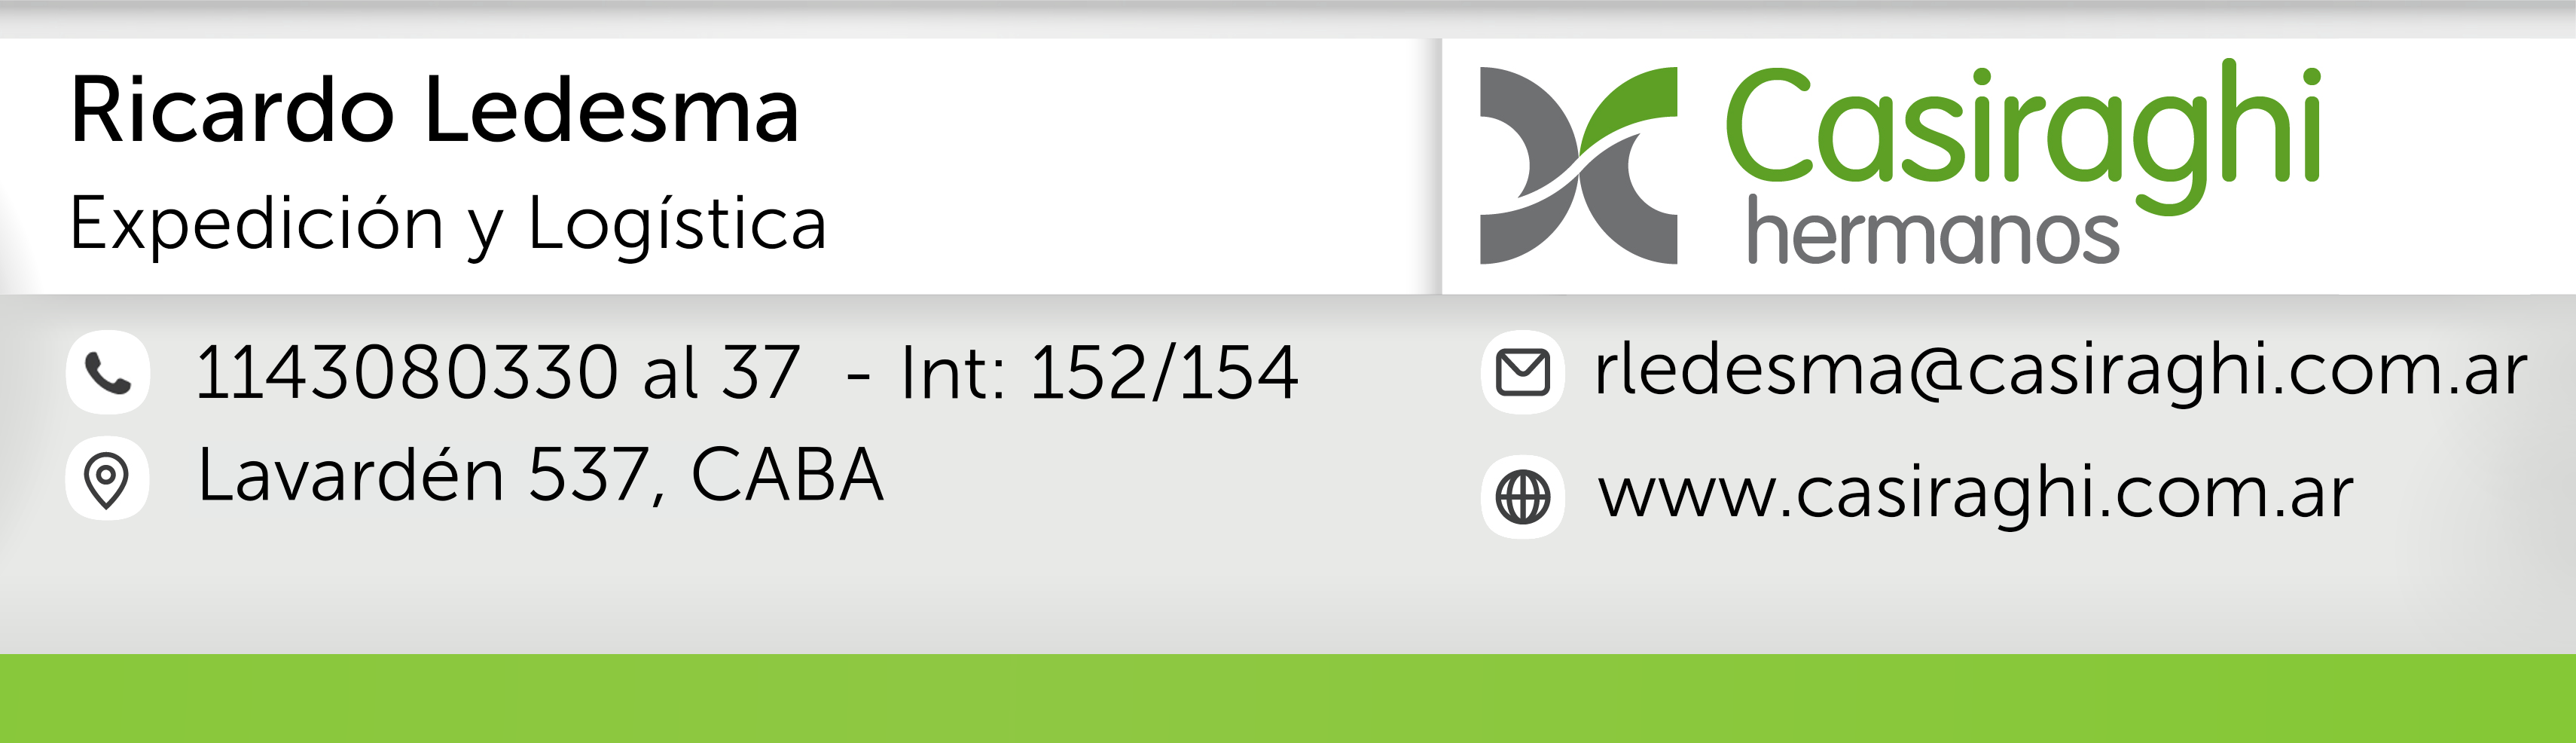 Ricardo Ledesma
Expedición y Logística
Casiraghi
hermanos
1143080330 al 37 - Int: 152/154
Lavardén 537, CABA
rledesma@casiraghi.com.ar
www.casiraghi.com.ar